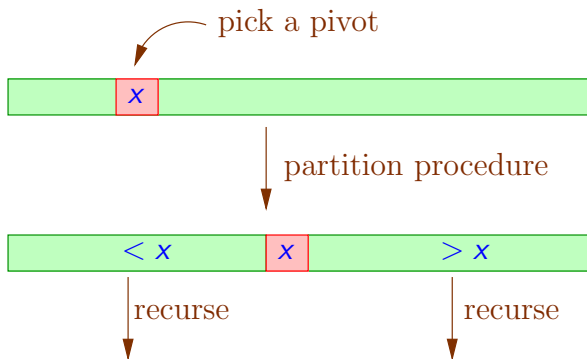 pick a pivot
x
partition procedure
< x x > x
recurse recurse